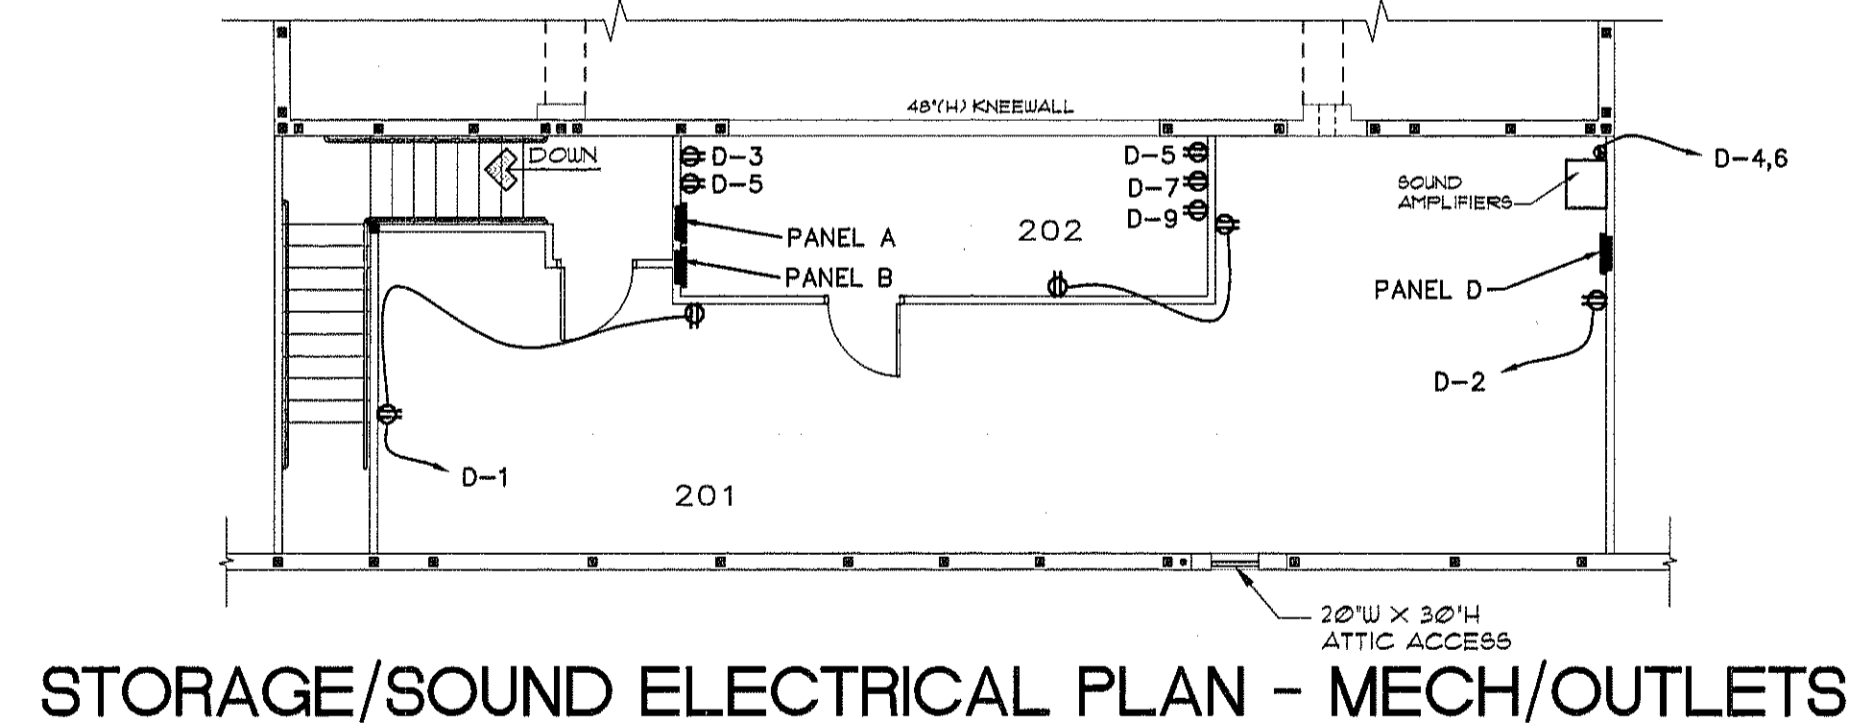 48"(H) KNEEWALL
DOWN
D-3
D-5
D-5
D-7
D-9
D-4,6
SOUND
AMPLIFIERS
202
PANEL A
PANEL B
PANEL D
D-2
D-1
201
20"W X 30"H
ATTIC ACCESS
STORAGE/SOUND ELECTRICAL PLAN - MECH/OUTLETS